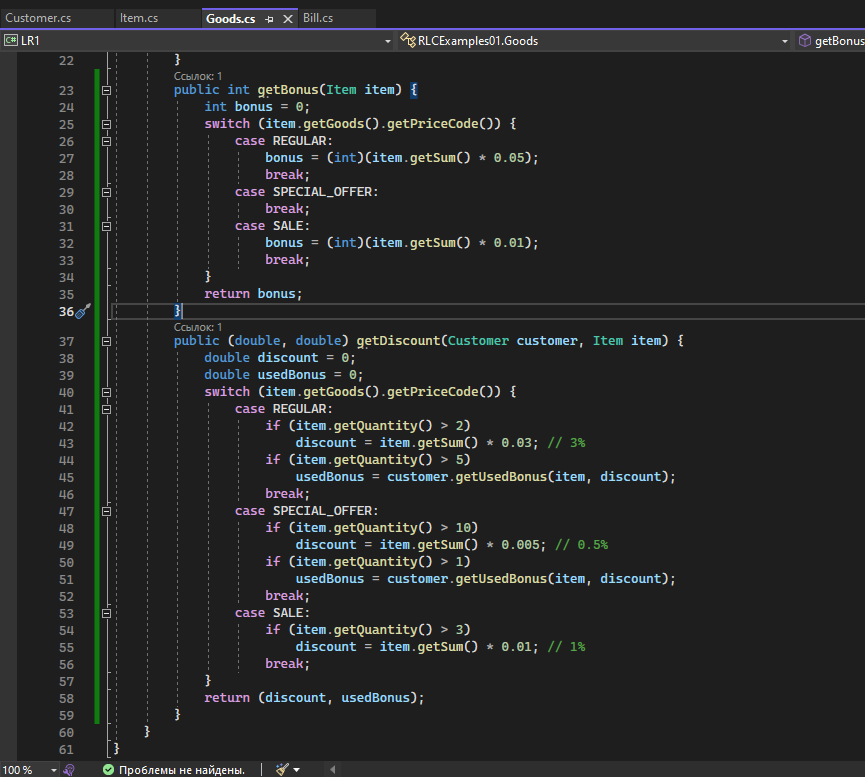 Customer.cs Item.cs Goods.cs Bill.cs
C# LR1 RLCExamples01.Goods getBonus
22 }
Ссылок: 1
23 public int getBonus(Item item) {
24 int bonus = 0;
25 switch (item.getGoods().getPriceCode()) {
26 case REGULAR:
27 bonus = (int)(item.getSum() * 0.05);
28 break;
29 case SPECIAL_OFFER:
30 break;
31 case SALE:
32 bonus = (int)(item.getSum() * 0.01);
33 break;
34 }
35 return bonus;
36 }
Ссылок: 1
37 public (double, double) getDiscount(Customer customer, Item item) {
38 double discount = 0;
39 double usedBonus = 0;
40 switch (item.getGoods().getPriceCode()) {
41 case REGULAR:
42 if (item.getQuantity() > 2)
43 discount = item.getSum() * 0.03; // 3%
44 if (item.getQuantity() > 5)
45 usedBonus = customer.getUsedBonus(item, discount);
46 break;
47 case SPECIAL_OFFER:
48 if (item.getQuantity() > 10)
49 discount = item.getSum() * 0.005; // 0.5%
50 if (item.getQuantity() > 1)
51 usedBonus = customer.getUsedBonus(item, discount);
52 break;
53 case SALE:
54 if (item.getQuantity() > 3)
55 discount = item.getSum() * 0.01; // 1%
56 break;
57 }
58 return (discount, usedBonus);
59 }
60 }
61 }
100 % Проблемы не найдены.